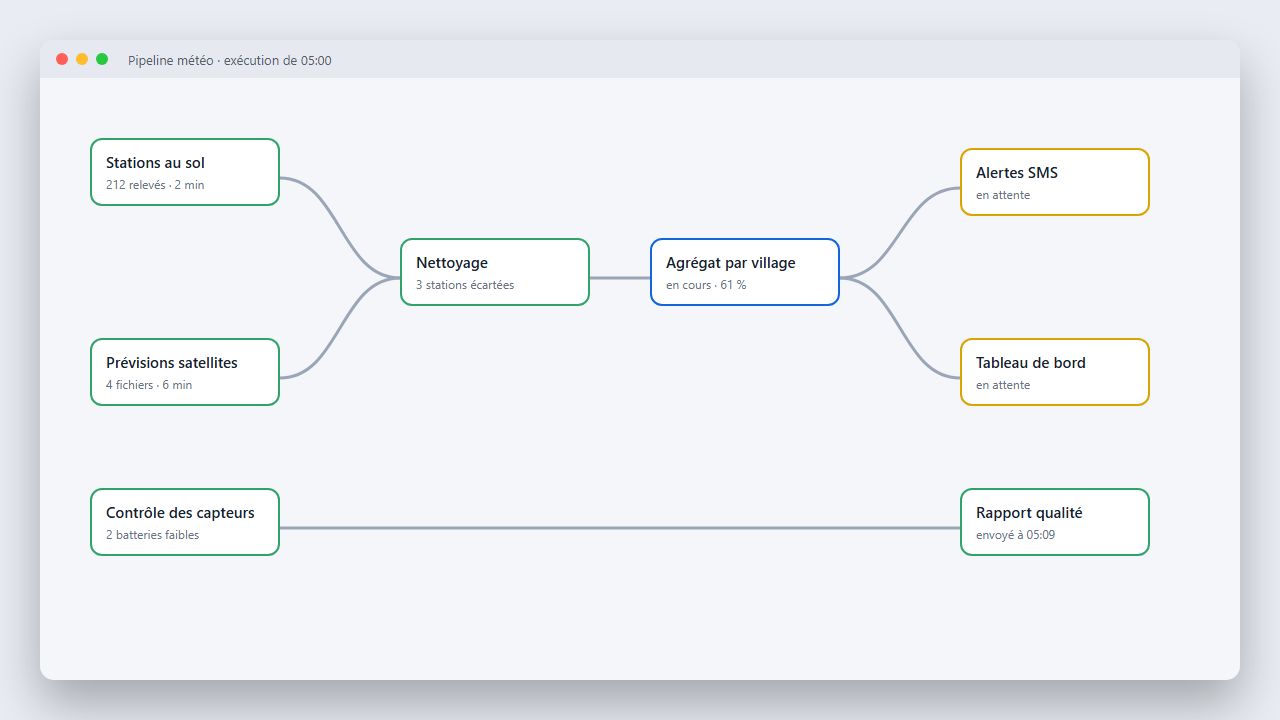 Pipeline météo · exécution de 05:00
Stations au sol
212 relevés · 2 min
Alertes SMS
en attente
Nettoyage
3 stations écartées
Agrégat par village
en cours · 61 %
Prévisions satellites
4 fichiers · 6 min
Tableau de bord
en attente
Contrôle des capteurs
2 batteries faibles
Rapport qualité
envoyé à 05:09